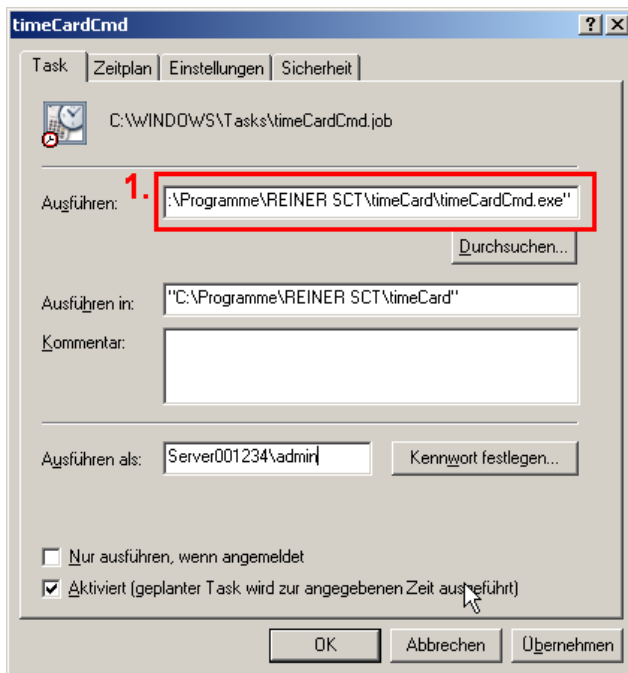 timeCardCmd
Task Zeitplan Einstellungen Sicherheit
C:\WINDOWS\Tasks\timeCardCmd.job
1.
Ausführen: :\Programme\REINER SCT\timeCard\timeCardCmd.exe"
Durchsuchen...
Ausführen in: "C:\Programme\REINER SCT\timeCard"
Kommentar:
Ausführen als: Server001234\admin Kennwort festlegen...
Nur ausführen, wenn angemeldet
Aktiviert (geplanter Task wird zur angegebenen Zeit ausgeführt)
OK Abbrechen Übernehmen